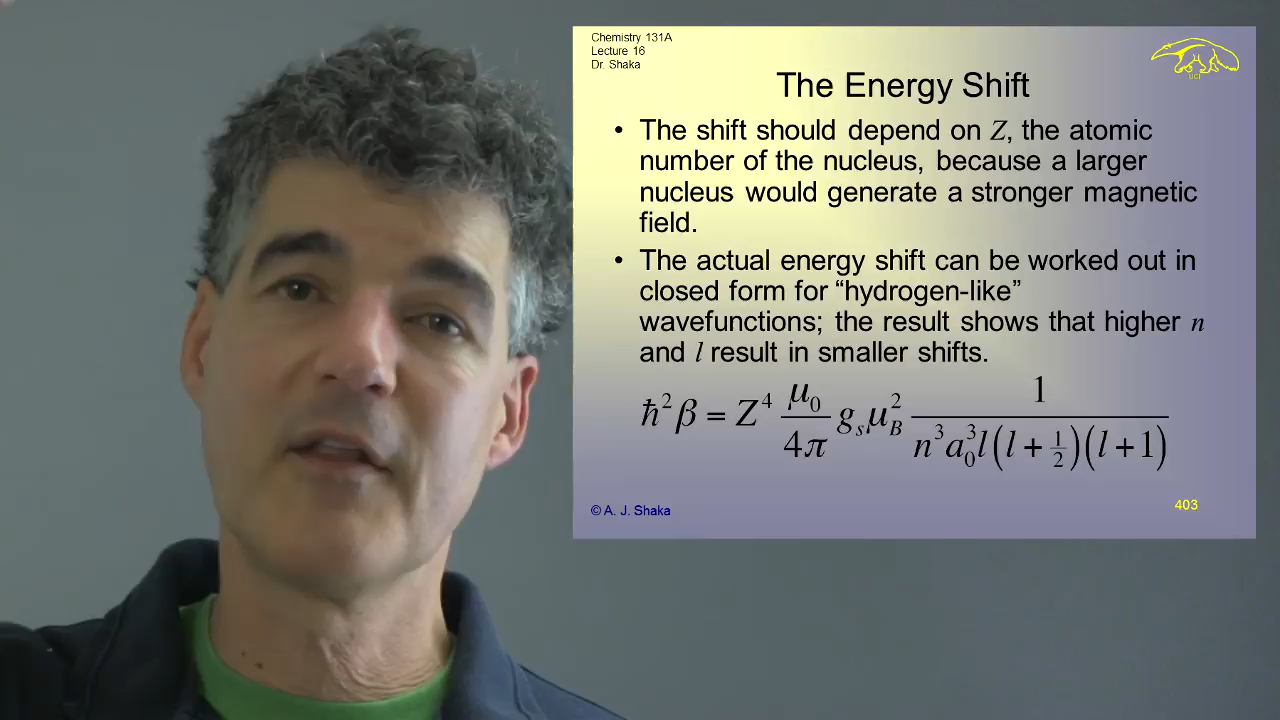 Chemistry 131A
Lecture 16
Dr. Shaka
UCI
The Energy Shift
• The shift should depend on Z, the atomic
number of the nucleus, because a larger
nucleus would generate a stronger magnetic
field.
• The actual energy shift can be worked out in
closed form for “hydrogen-like”
wavefunctions; the result shows that higher n
and l result in smaller shifts.
ħ²β = Z⁴ μ₀/4π gₛμ_B² 1/(n³a₀³l(l + ½)(l + 1))
© A. J. Shaka
403